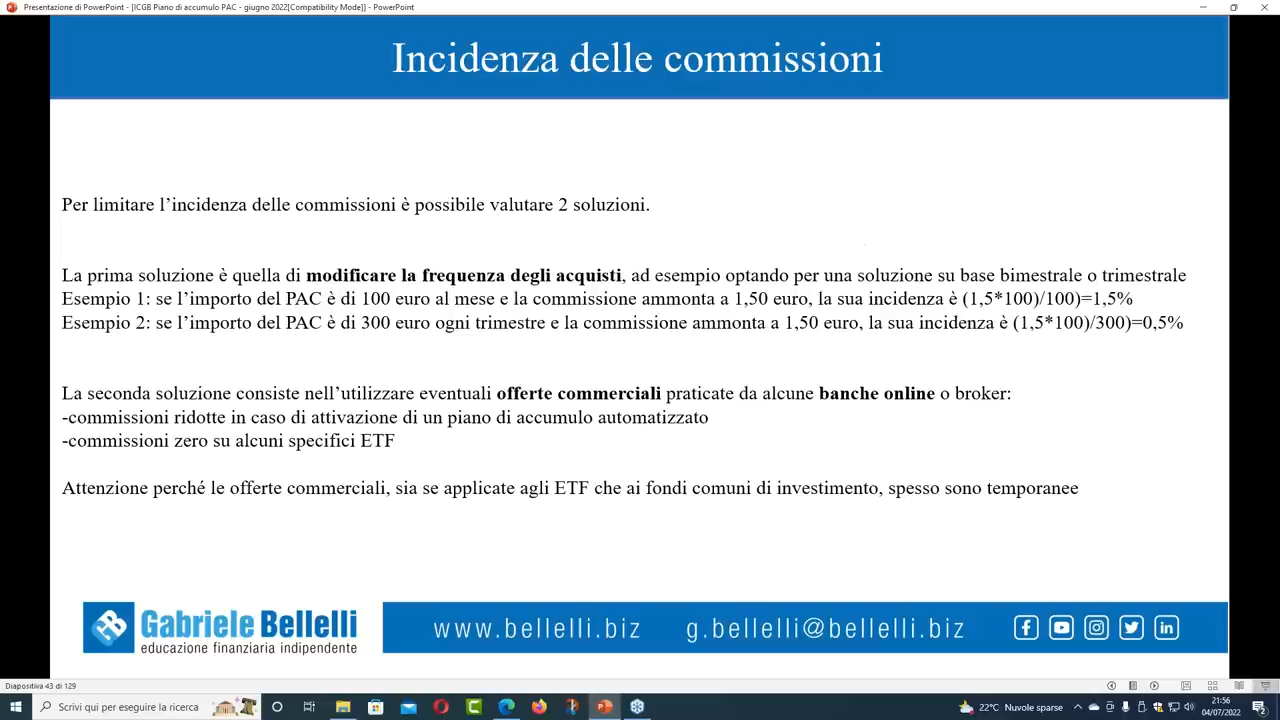 Presentazione di PowerPoint - [ICGB Piano di accumulo PAC - giugno 2022[Compatibility Mode]] - PowerPoint
Incidenza delle commissioni
Per limitare l’incidenza delle commissioni è possibile valutare 2 soluzioni.
La prima soluzione è quella di modificare la frequenza degli acquisti, ad esempio optando per una soluzione su base bimestrale o trimestrale
Esempio 1: se l’importo del PAC è di 100 euro al mese e la commissione ammonta a 1,50 euro, la sua incidenza è (1,5*100)/100)=1,5%
Esempio 2: se l’importo del PAC è di 300 euro ogni trimestre e la commissione ammonta a 1,50 euro, la sua incidenza è (1,5*100)/300)=0,5%
La seconda soluzione consiste nell’utilizzare eventuali offerte commerciali praticate da alcune banche online o broker:
-commissioni ridotte in caso di attivazione di un piano di accumulo automatizzato
-commissioni zero su alcuni specifici ETF
Attenzione perché le offerte commerciali, sia se applicate agli ETF che ai fondi comuni di investimento, spesso sono temporanee
Gabriele Bellelli
educazione finanziaria indipendente
www.bellelli.biz g.bellelli@bellelli.biz
Diapositiva 43 di 129
Scrivi qui per eseguire la ricerca
22°C Nuvole sparse
21:56
04/07/2022